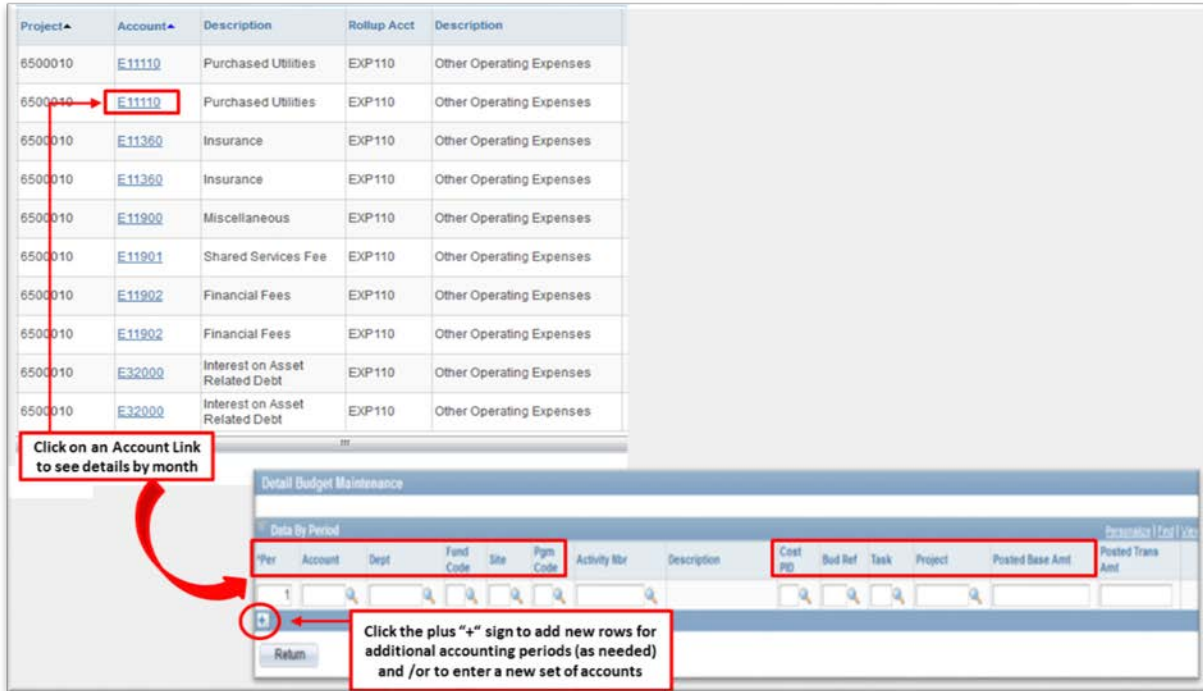 Project Account Description Rollup Acct Description
6500010 E11110 Purchased Utilities EXP110 Other Operating Expenses
6500010 E11110 Purchased Utilities EXP110 Other Operating Expenses
6500010 E11360 Insurance EXP110 Other Operating Expenses
6500010 E11360 Insurance EXP110 Other Operating Expenses
6500010 E11900 Miscellaneous EXP110 Other Operating Expenses
6500010 E11901 Shared Services Fee EXP110 Other Operating Expenses
6500010 E11902 Financial Fees EXP110 Other Operating Expenses
6500010 E11902 Financial Fees EXP110 Other Operating Expenses
6500010 E32000 Interest on Asset Related Debt EXP110 Other Operating Expenses
6500010 E32000 Interest on Asset Related Debt EXP110 Other Operating Expenses
Click on an Account Link
to see details by month
Detail Budget Maintenance
Data By Period Personalize | Find |
*Per Account Dept Fund Code Site Pgm Code Activity Nbr Description Cost PID Bud Ref Task Project Posted Base Amt Posted Trans Amt
1
+
Click the plus “+” sign to add new rows for
additional accounting periods (as needed)
and /or to enter a new set of accounts
Return